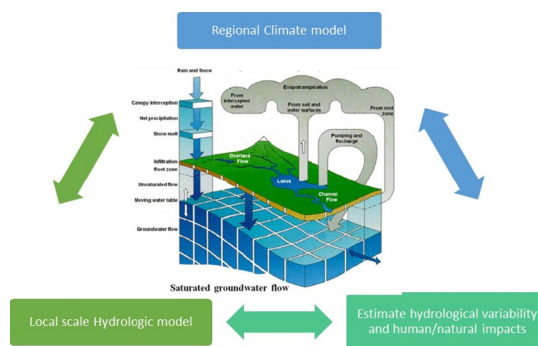 Regional Climate model
Rain and Snow
Canopy interception
Net precipitation
Snow melt
Infiltration
Root zone
Unsaturated flow
Moving water table
Groundwater flow
Evapotranspiration
From
intercepted
water
From soil and
water surfaces
From root
zone
Pumping and
Recharge
Overland
Flow
Lakes
Channel
Flow
Saturated groundwater flow
Local scale Hydrologic model
Estimate hydrological variability
and human/natural impacts